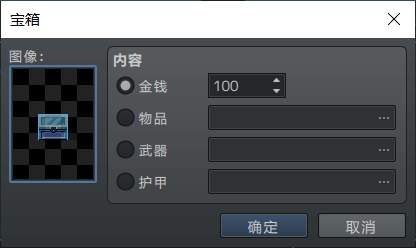 宝箱
图像:
内容
金钱 100
物品 ...
武器 ...
护甲 ...
确定 取消